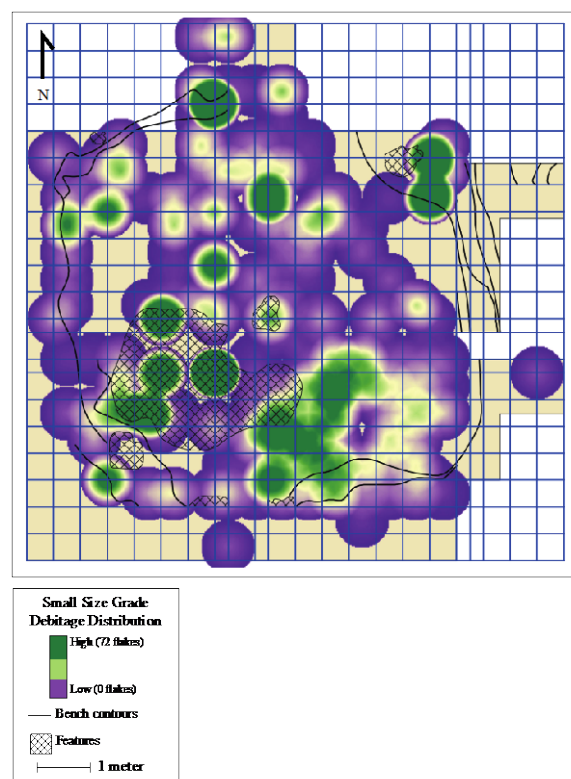 N
Small Size Grade
Debitage Distribution
High (72 flakes)
Low (0 flakes)
Bench contours
Features
1 meter